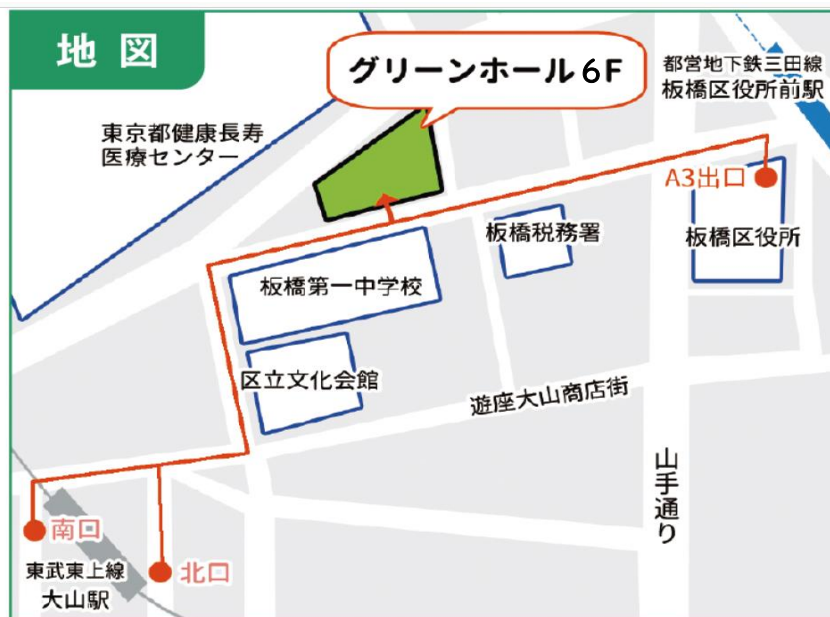 地 図
グリーンホール6F
都営地下鉄三田線
板橋区役所前駅
東京都健康長寿
医療センター
A3出口
板橋税務署
板橋区役所
板橋第一中学校
区立文化会館
遊座大山商店街
山手通り
南口
北口
東武東上線
大山駅